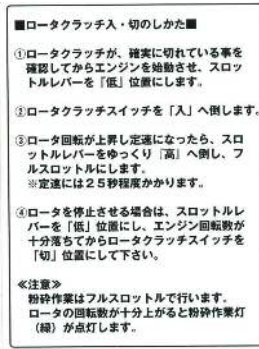 ■ロータクラッチ入・切のしかた■
①ロータクラッチが、確実に切れている事を
確認してからエンジンを始動させ、スロッ
トルレバーを「低」位置にします。
②ロータクラッチスイッチを「入」へ倒します。
③ロータ回転が上昇し定速になったら、スロ
ットルレバーをゆっくり「高」へ倒し、フ
ルスロットルにします。
※定速には25秒程度かかります。
④ロータを停止させる場合は、スロットルレ
バーを「低」位置にし、エンジン回転数が
十分落ちてからロータクラッチスイッチを
「切」位置にして下さい。
≪注意≫
粉砕作業はフルスロットルで行います。
ロータの回転数が十分上がると粉砕作業灯
(緑)が点灯します。